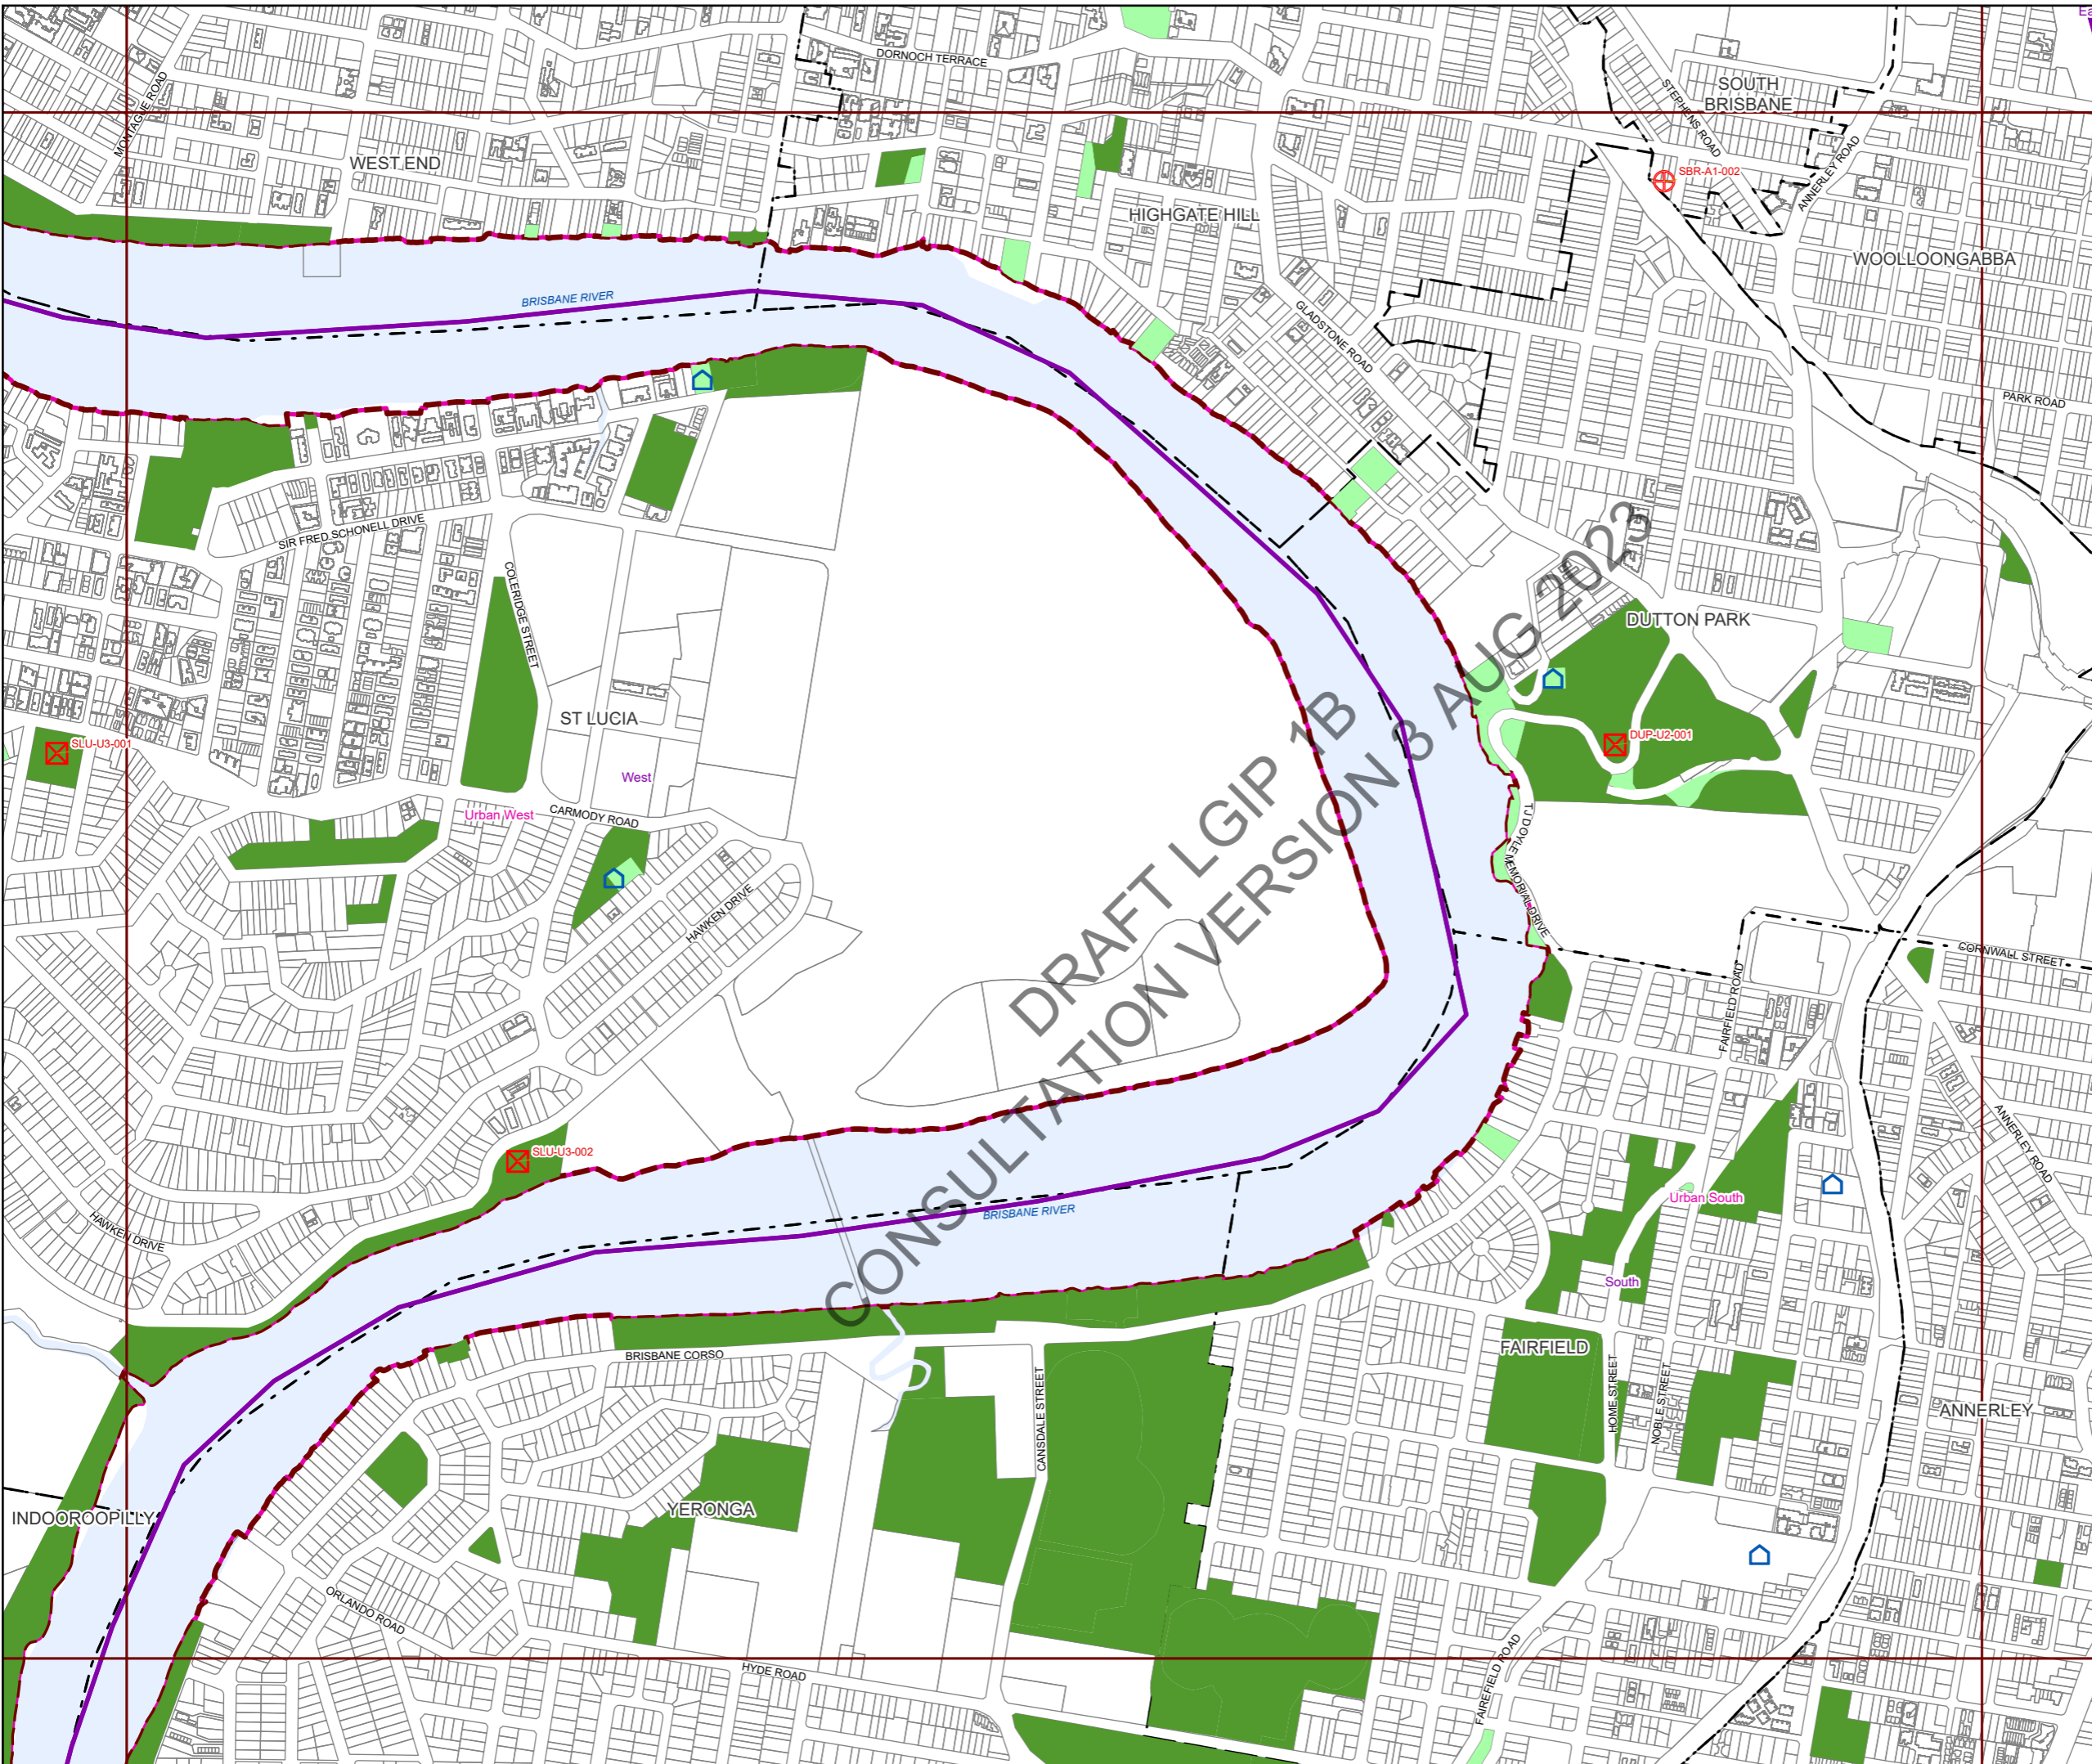 Ea
DORNOCH TERRACE
MONTAGUE ROAD
SOUTH
BRISBANE
STEPHENS ROAD
WEST END
ANNERLEY ROAD
SBR-A1-002
HIGHGATE HILL
WOOLLOONGABBA
BRISBANE RIVER
GLADSTONE ROAD
PARK ROAD
SIR FRED SCHONELL DRIVE
COLERIDGE STREET
DUTTON PARK
ST LUCIA
SLU-U3-001
DUP-U2-001
West
Urban West
CARMODY ROAD
TJ DOYLE MEMORIAL DRIVE
HAWKEN DRIVE
DRAFT LGIP 1B
CONSULTATION VERSION 3 AUG 2023
CORNWALL STREET
FAIRFIELD ROAD
ANNERLEY ROAD
SLU-U3-002
Urban South
BRISBANE RIVER
HAWKEN DRIVE
South
FAIRFIELD
BRISBANE CORSO
CANSDALE STREET
HOME STREET
NOBLE STREET
ANNERLEY
YERONGA
INDOOROOPILLY
ORLANDO ROAD
HYDE ROAD
FAIREFIELD ROAD